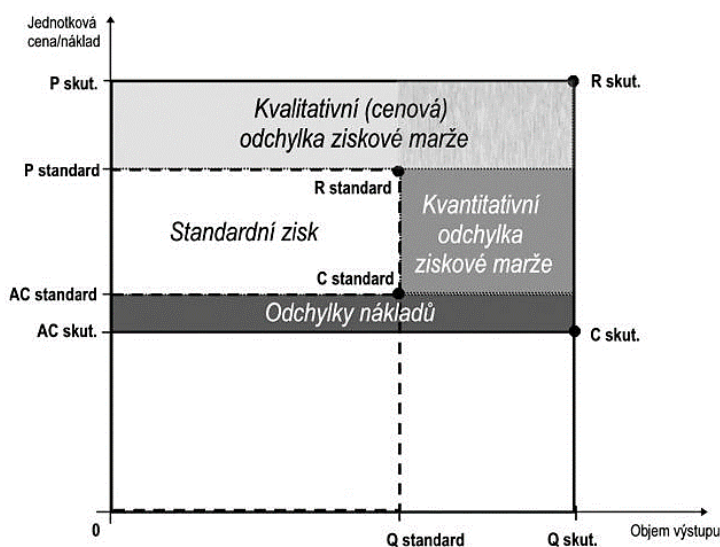 Jednotková
cena/náklad
P skut.
R skut.
Kvalitativní (cenová)
odchylka ziskové marže
P standard
R standard
Kvantitativní
odchylka
ziskové marže
Standardní zisk
C standard
AC standard
Odchylky nákladů
AC skut.
C skut.
0
Q standard
Q skut.
Objem výstupu